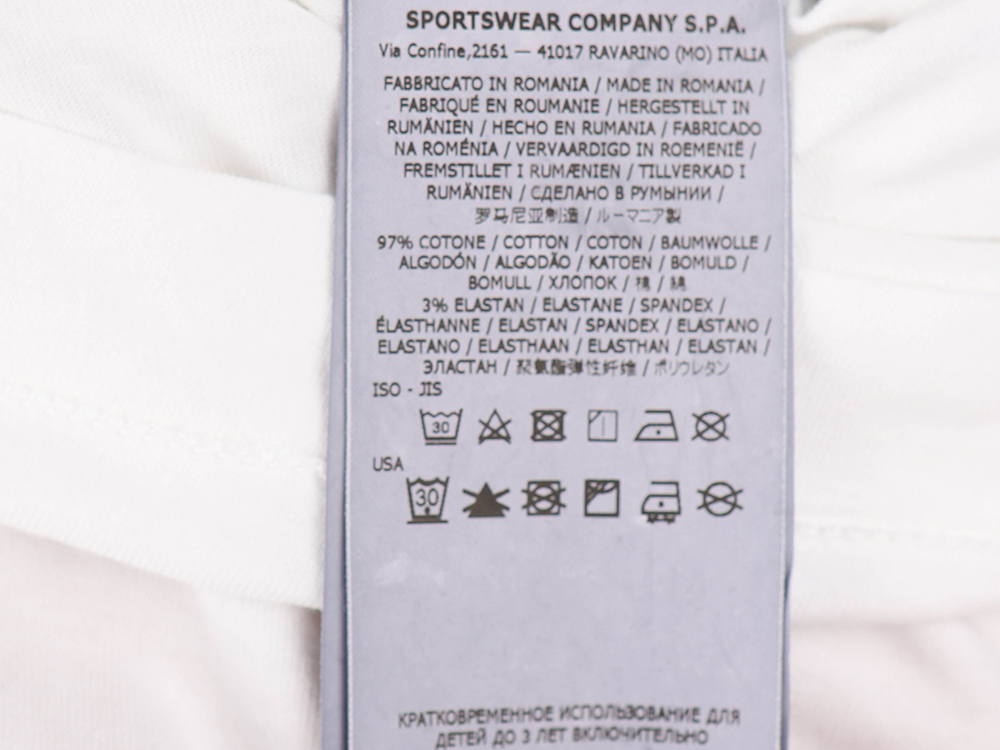 SPORTSWEAR COMPANY S.P.A.
Via Confine,2161 — 41017 RAVARINO (MO) ITALIA
FABBRICATO IN ROMANIA / MADE IN ROMANIA /
FABRIQUÉ EN ROUMANIE / HERGESTELLT IN
RUMÄNIEN / HECHO EN RUMANIA / FABRICADO
NA ROMÉNIA / VERVAARDIGD IN ROEMENIË /
FREMSTILLET I RUMÆNIEN / TILLVERKAD I
RUMÄNIEN / СДЕЛАНО В РУМЫНИИ /
罗马尼亚制造 / ルーマニア製
97% COTONE / COTTON / COTON / BAUMWOLLE /
ALGODÓN / ALGODÃO / KATOEN / BOMULD /
BOMULL / ХЛОПОК / 棉 / 綿
3% ELASTAN / ELASTANE / SPANDEX /
ÉLASTHANNE / ELASTAN / SPANDEX / ELASTANO /
ELASTANO / ELASTHAAN / ELASTHAN / ELASTAN /
ЭЛАСТАН / 聚氨酯弹性纤维 / ポリウレタン
ISO - JIS
30
USA
30
КРАТКОВРЕМЕННОЕ ИСПОЛЬЗОВАНИЕ ДЛЯ
ДЕТЕЙ ДО 3 ЛЕТ ВКЛЮЧИТЕЛЬНО